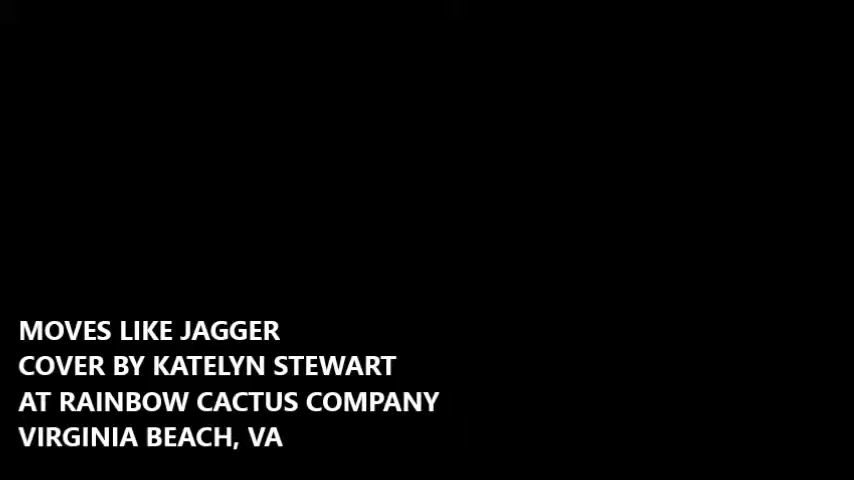 MOVES LIKE JAGGER
COVER BY KATELYN STEWART
AT RAINBOW CACTUS COMPANY
VIRGINIA BEACH, VA